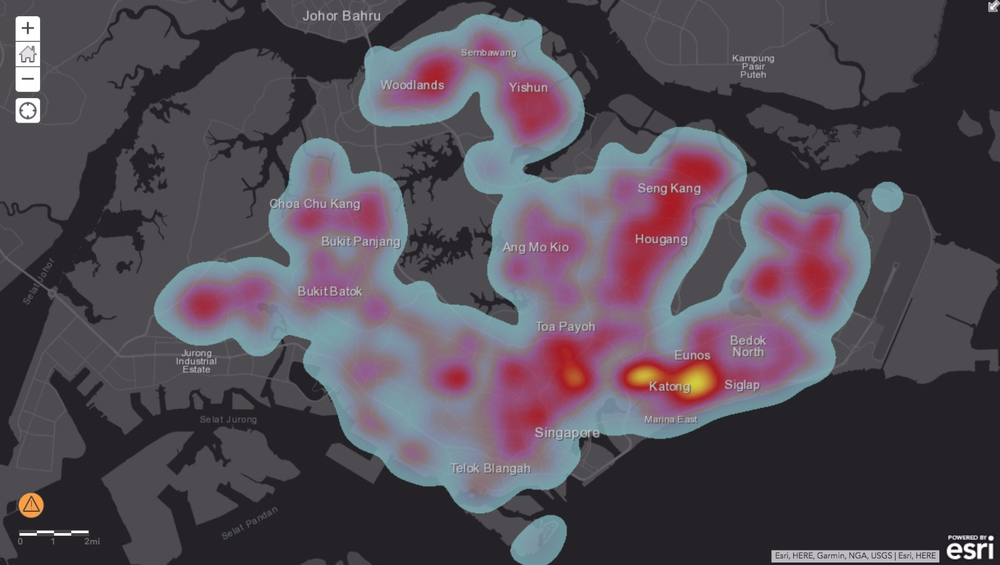 Johor Bahru
+
−
Sembawang
Kampung
Pasir
Puteh
Woodlands
Yishun
Seng Kang
Choa Chu Kang
Bukit Panjang
Hougang
Ang Mo Kio
Selat Johor
Bukit Batok
Toa Payoh
Bedok
North
Eunos
Jurong
Industrial
Estate
Katong
Siglap
Selat Jurong
Marina East
Singapore
Telok Blangah
Selat Pandan
0 1 2mi
POWERED BY
esri
Esri, HERE, Garmin, NGA, USGS | Esri, HERE